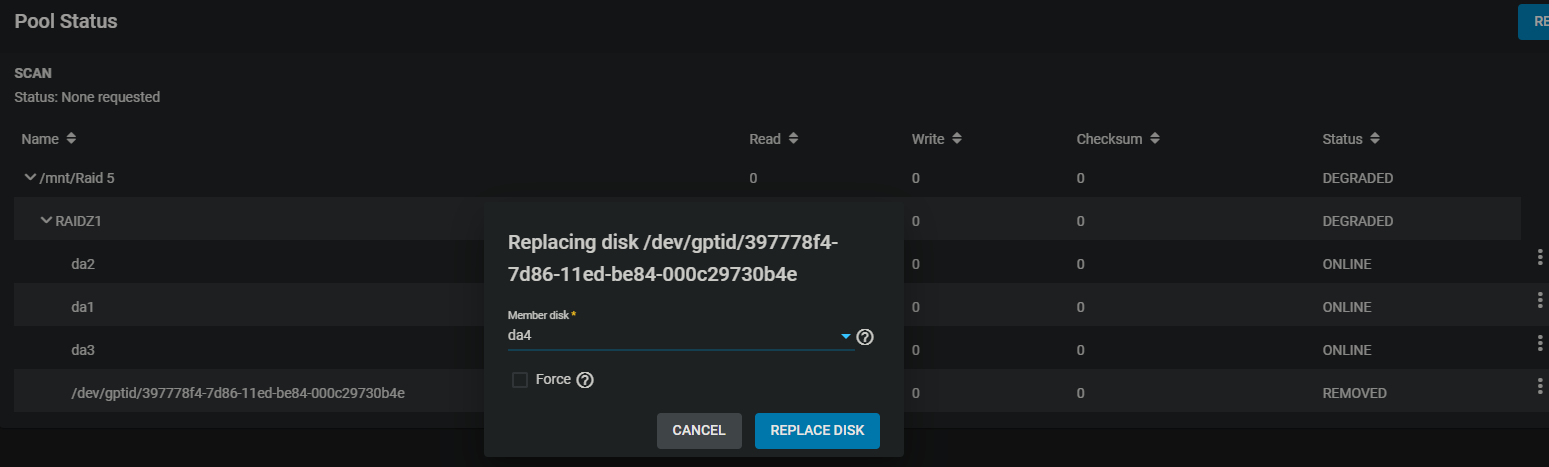 Pool Status
RE
SCAN
Status: None requested
Name Read Write Checksum Status
/mnt/Raid 5 0 0 0 DEGRADED
RAIDZ1 0 0 DEGRADED
da2 0 0 ONLINE
da1 0 0 ONLINE
da3 0 0 ONLINE
/dev/gptid/397778f4-7d86-11ed-be84-000c29730b4e 0 0 REMOVED
Replacing disk /dev/gptid/397778f4-
7d86-11ed-be84-000c29730b4e
Member disk *
da4
Force
CANCEL REPLACE DISK